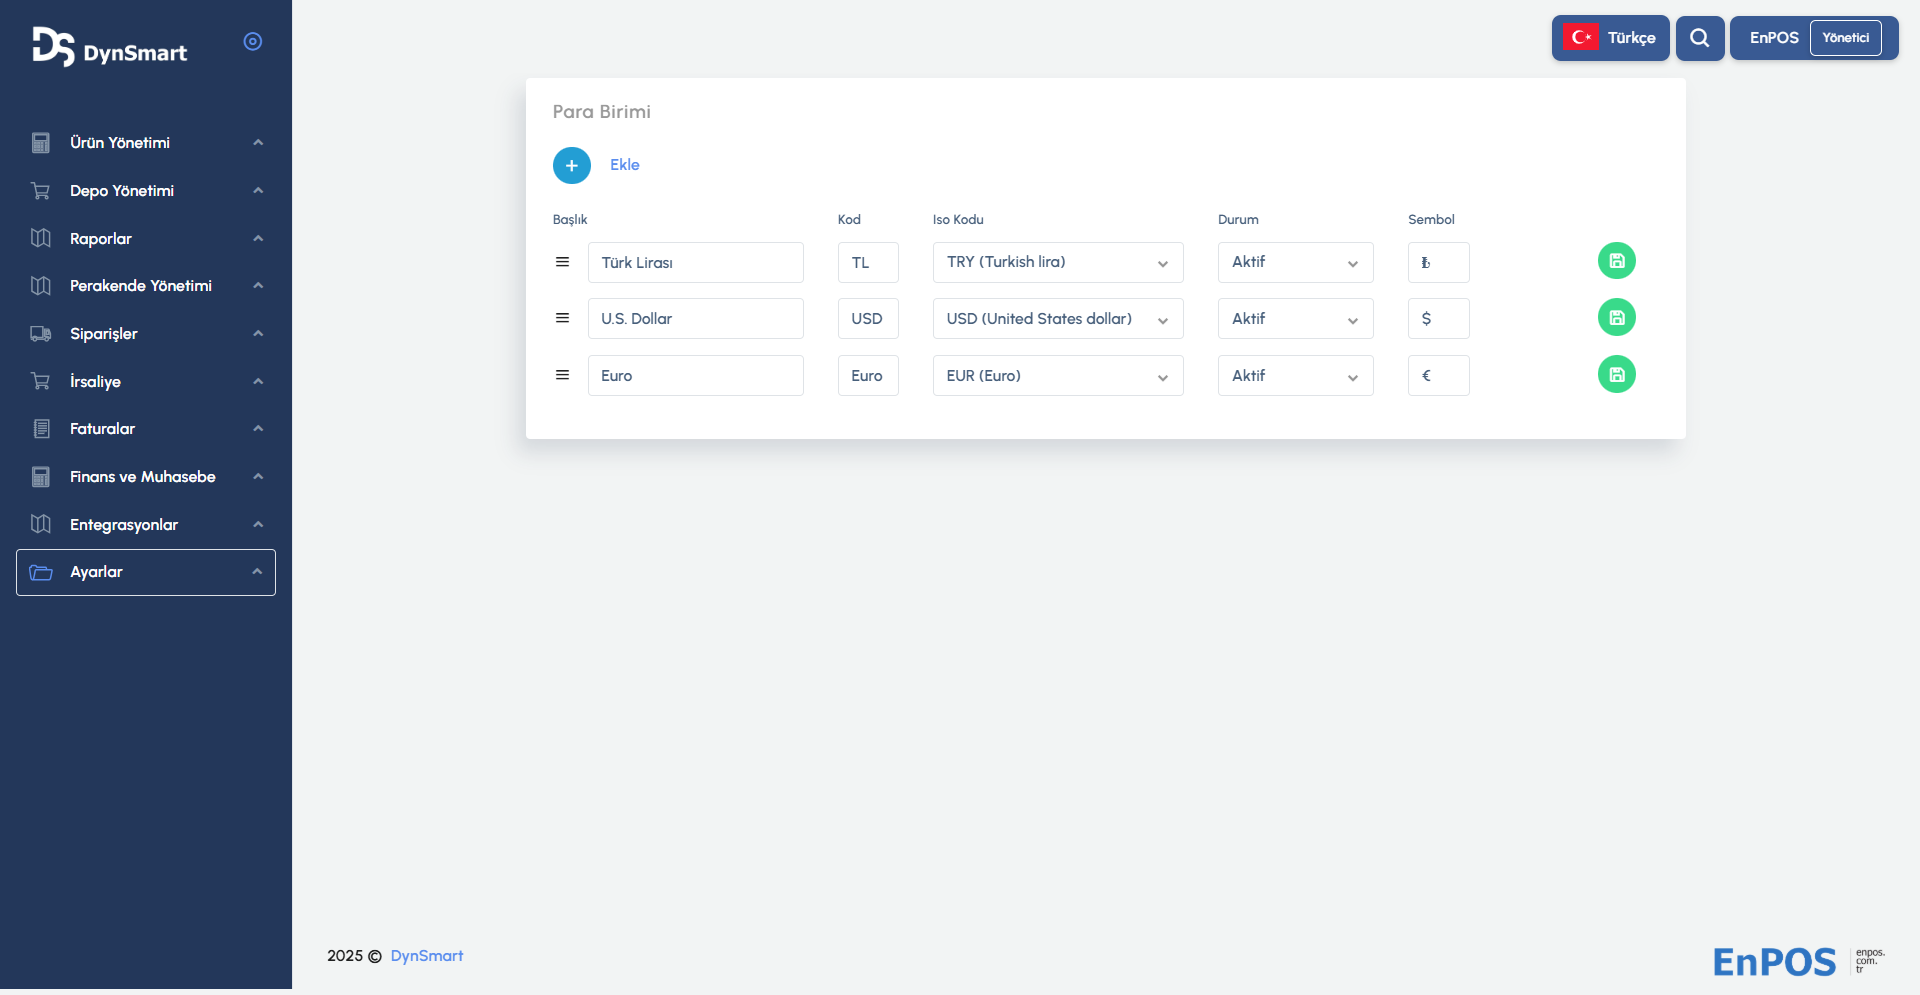 DS DynSmart
Türkçe
EnPOS
Yönetici
Ürün Yönetimi
Depo Yönetimi
Raporlar
Perakende Yönetimi
Siparişler
İrsaliye
Faturalar
Finans ve Muhasebe
Entegrasyonlar
Ayarlar
Para Birimi
+ Ekle
Başlık Kod Iso Kodu Durum Sembol
Türk Lirası TL TRY (Turkish lira) Aktif ₺
U.S. Dollar USD USD (United States dollar) Aktif $
Euro Euro EUR (Euro) Aktif €
2025 © DynSmart
EnPOS
enpos.
com.
tr